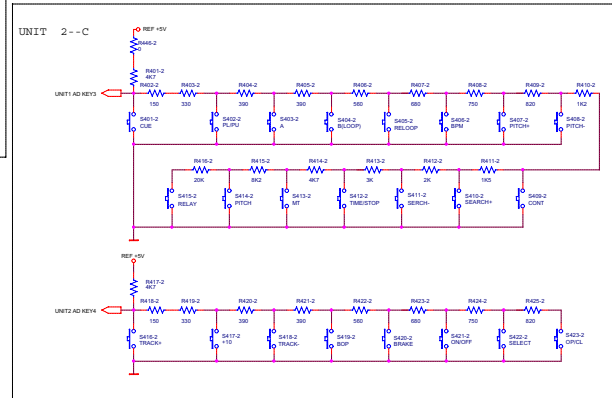 UNIT 2--C
REF +5V
R446-2
0
R401-2
4K7
R402-2 R403-2 R404-2 R405-2 R406-2 R407-2 R408-2 R409-2 R410-2
UNIT1 AD KEY3
150 330 390 390 560 680 750 820 1K2
S401-2 S402-2 S403-2 S404-2 S405-2 S406-2 S407-2 S408-2
CUE PL/PU A B(LOOP) RELOOP BPM PITCH+ PITCH-
R416-2 R415-2 R414-2 R413-2 R412-2 R411-2
20K 8K2 4K7 3K 2K 1K5
S415-2 S414-2 S413-2 S412-2 S411-2 S410-2 S409-2
RELAY PITCH MT TIME/STOP SERCH- SEARCH+ CONT
REF +5V
R417-2
4K7
R418-2 R419-2 R420-2 R421-2 R422-2 R423-2 R424-2 R425-2
UNIT2 AD KEY4
150 330 390 390 560 680 750 820
S416-2 S417-2 S418-2 S419-2 S420-2 S421-2 S422-2 S423-2
TRACK+ +10 TRACK- BOP BRAKE ON/OFF SELECT OP/CL